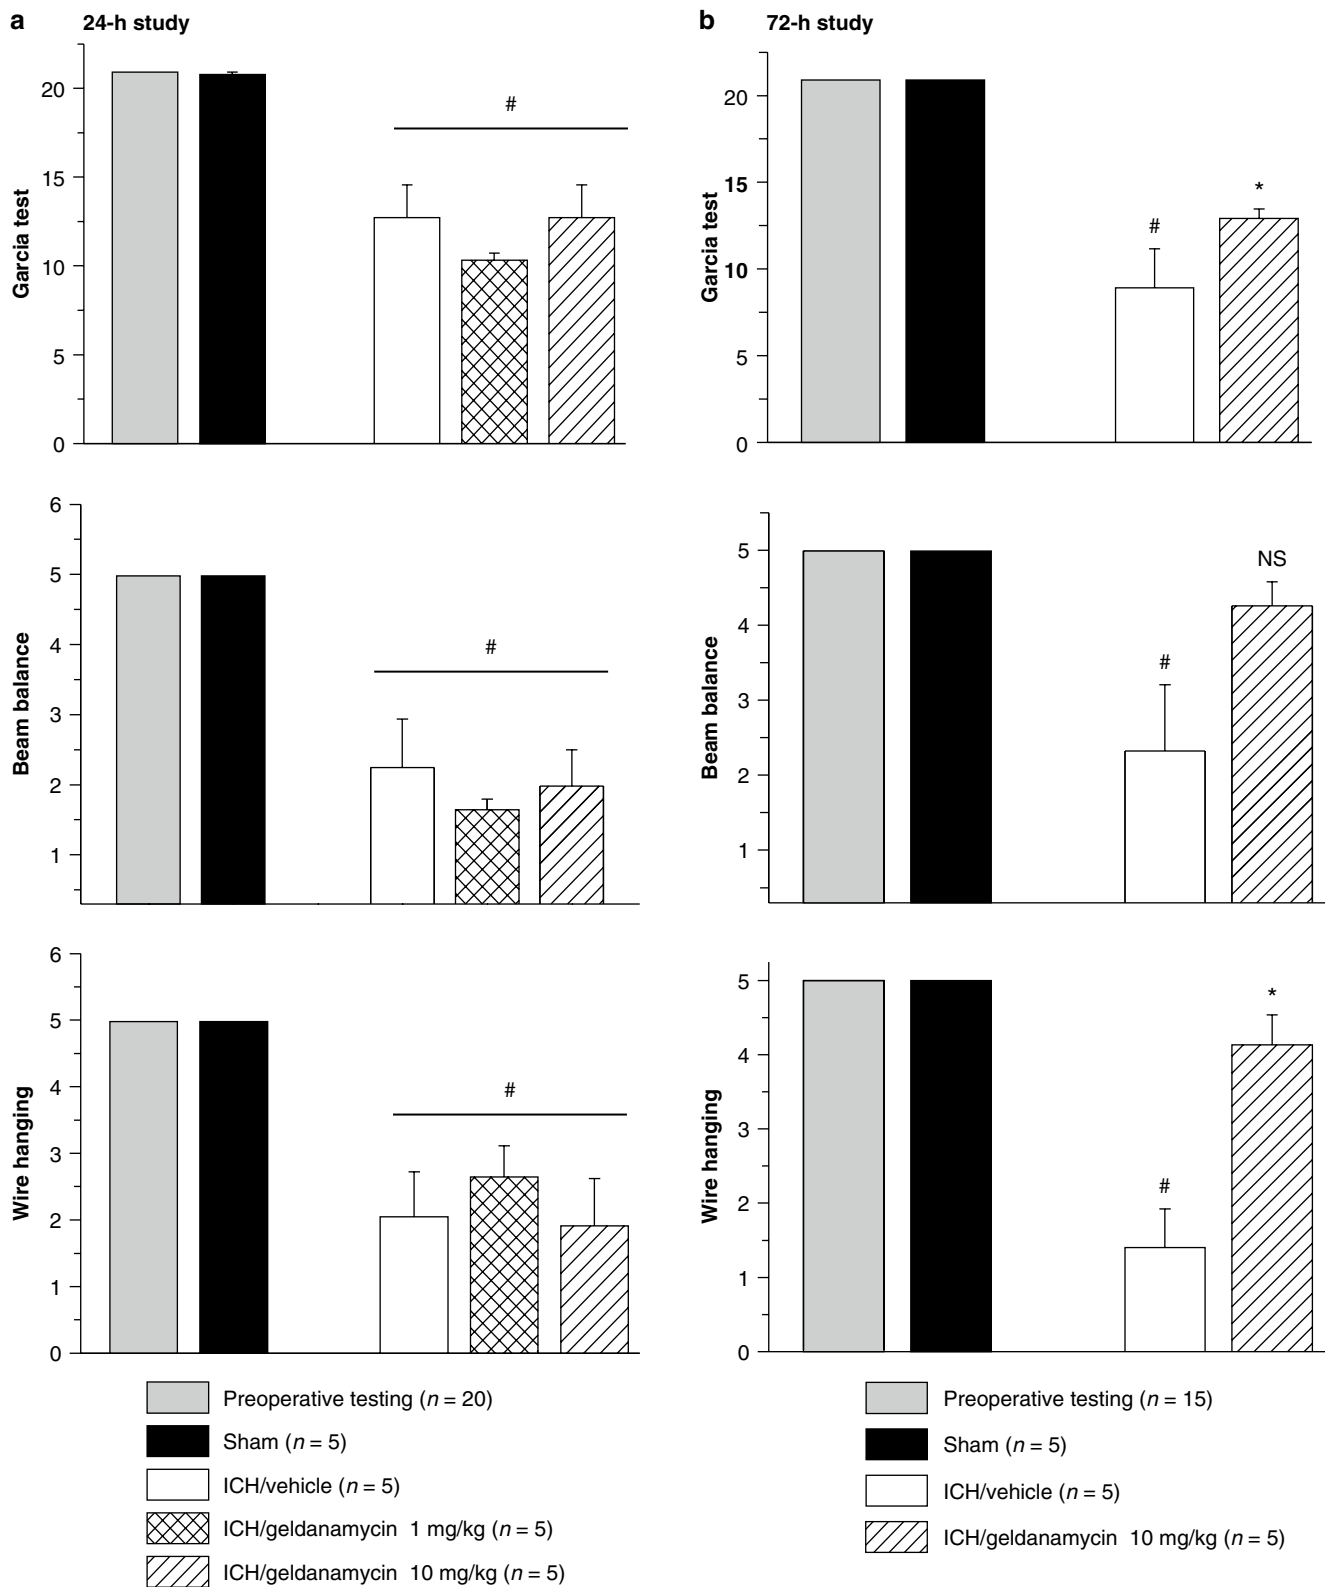 a 24-h study
20
15
10
5
0
Garcia test
#
6
5
4
3
2
1
Beam balance
#
6
5
4
3
2
1
0
Wire hanging
#
Preoperative testing (n = 20)
Sham (n = 5)
ICH/vehicle (n = 5)
ICH/geldanamycin 1 mg/kg (n = 5)
ICH/geldanamycin 10 mg/kg (n = 5)
b 72-h study
20
15
10
5
0
Garcia test
#
*
5
4
3
2
1
Beam balance
#
NS
5
4
3
2
1
0
Wire hanging
#
*
Preoperative testing (n = 15)
Sham (n = 5)
ICH/vehicle (n = 5)
ICH/geldanamycin 10 mg/kg (n = 5)